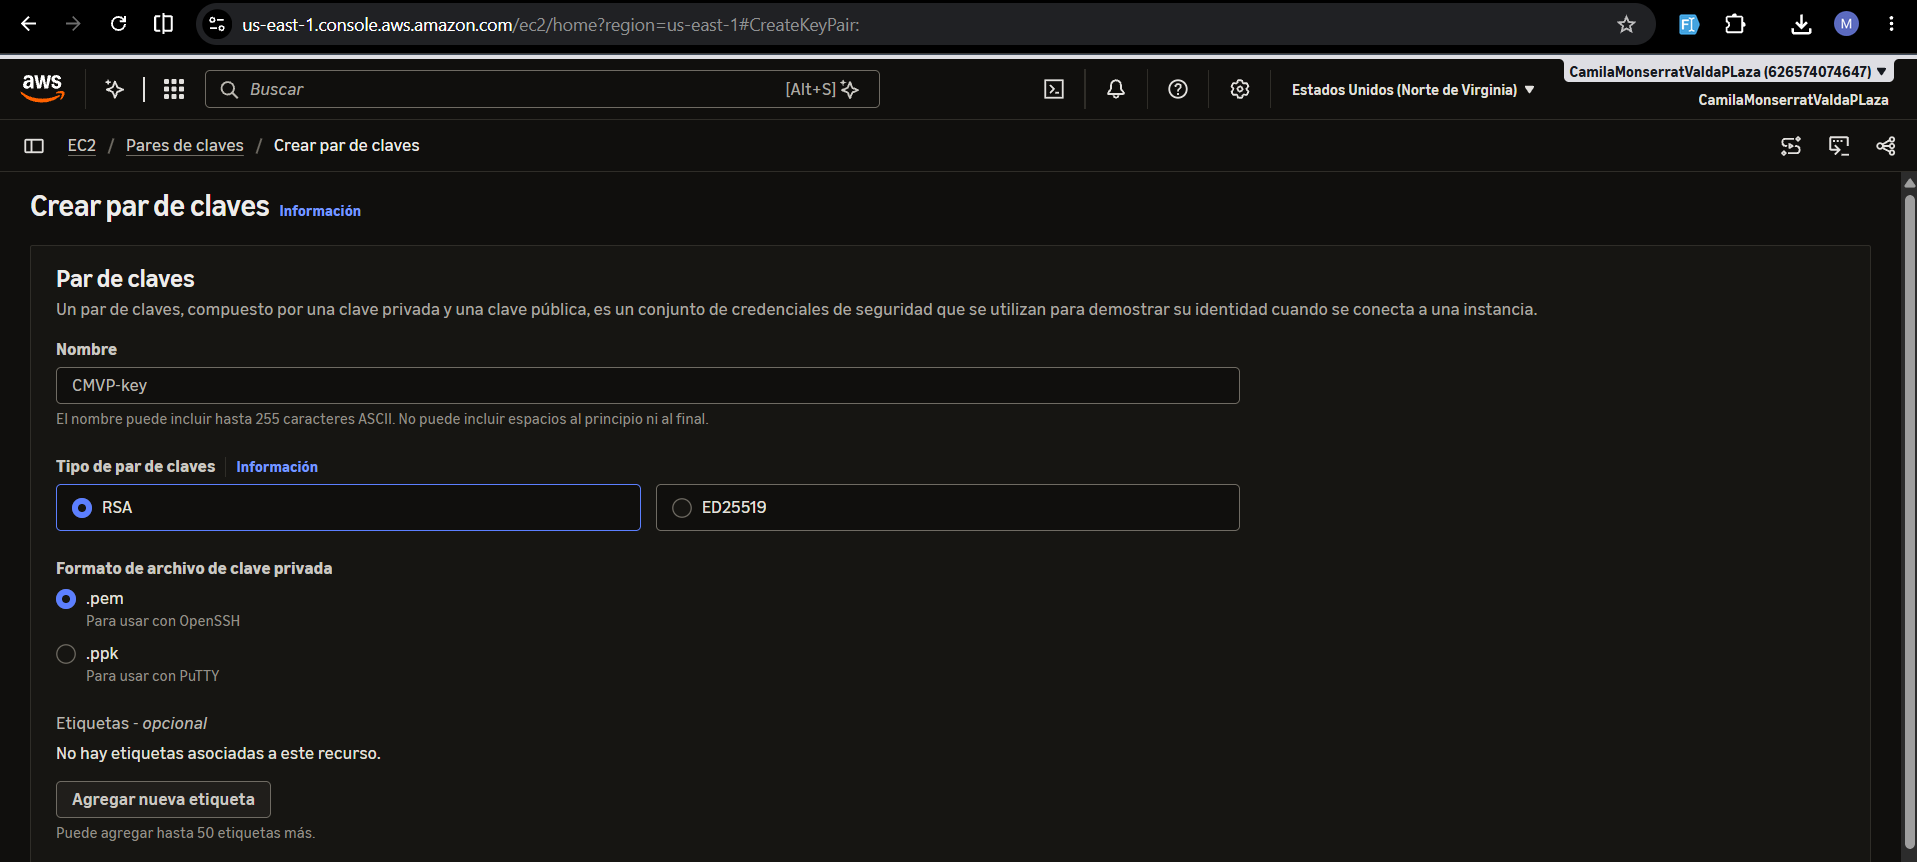 us-east-1.console.aws.amazon.com/ec2/home?region=us-east-1#CreateKeyPair:
M
aws
Buscar
[Alt+S]
Estados Unidos (Norte de Virginia) ▼
CamilaMonserratValdaPLaza (626574074647) ▼
CamilaMonserratValdaPLaza
EC2 / Pares de claves / Crear par de claves
Crear par de claves Información
Par de claves
Un par de claves, compuesto por una clave privada y una clave pública, es un conjunto de credenciales de seguridad que se utilizan para demostrar su identidad cuando se conecta a una instancia.
Nombre
CMVP-key
El nombre puede incluir hasta 255 caracteres ASCII. No puede incluir espacios al principio ni al final.
Tipo de par de claves Información
RSA
ED25519
Formato de archivo de clave privada
.pem
Para usar con OpenSSH
.ppk
Para usar con PuTTY
Etiquetas - opcional
No hay etiquetas asociadas a este recurso.
Agregar nueva etiqueta
Puede agregar hasta 50 etiquetas más.